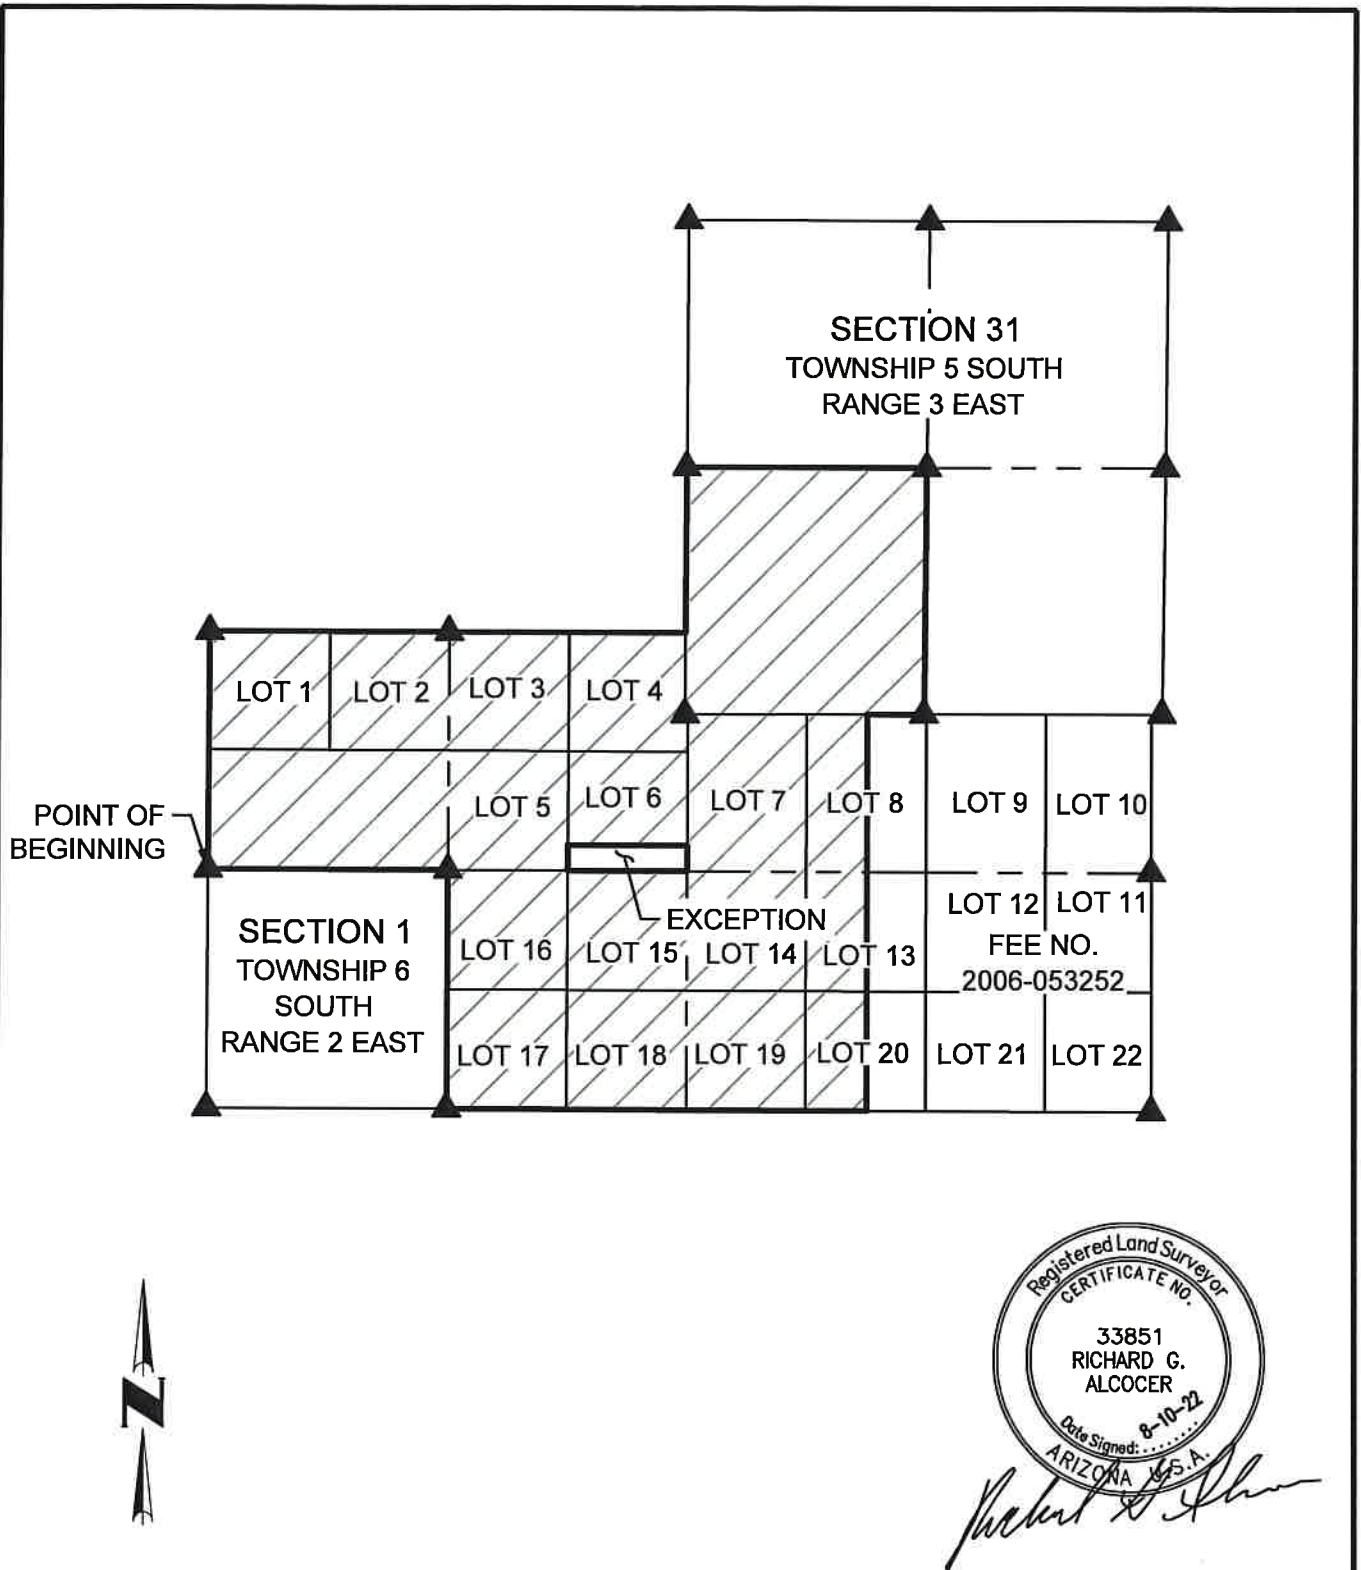 SECTION 31
TOWNSHIP 5 SOUTH
RANGE 3 EAST
LOT 1
LOT 2
LOT 3
LOT 4
POINT OF
BEGINNING
LOT 5
LOT 6
LOT 7
LOT 8
LOT 9
LOT 10
EXCEPTION
LOT 12
LOT 11
SECTION 1
TOWNSHIP 6
SOUTH
RANGE 2 EAST
LOT 16
LOT 15
LOT 14
LOT 13
FEE NO.
2006-053252
LOT 17
LOT 18
LOT 19
LOT 20
LOT 21
LOT 22
N
Registered Land Surveyor
CERTIFICATE NO.
33851
RICHARD G.
ALCOCER
Date Signed: 8-10-22
ARIZONA U.S.A.